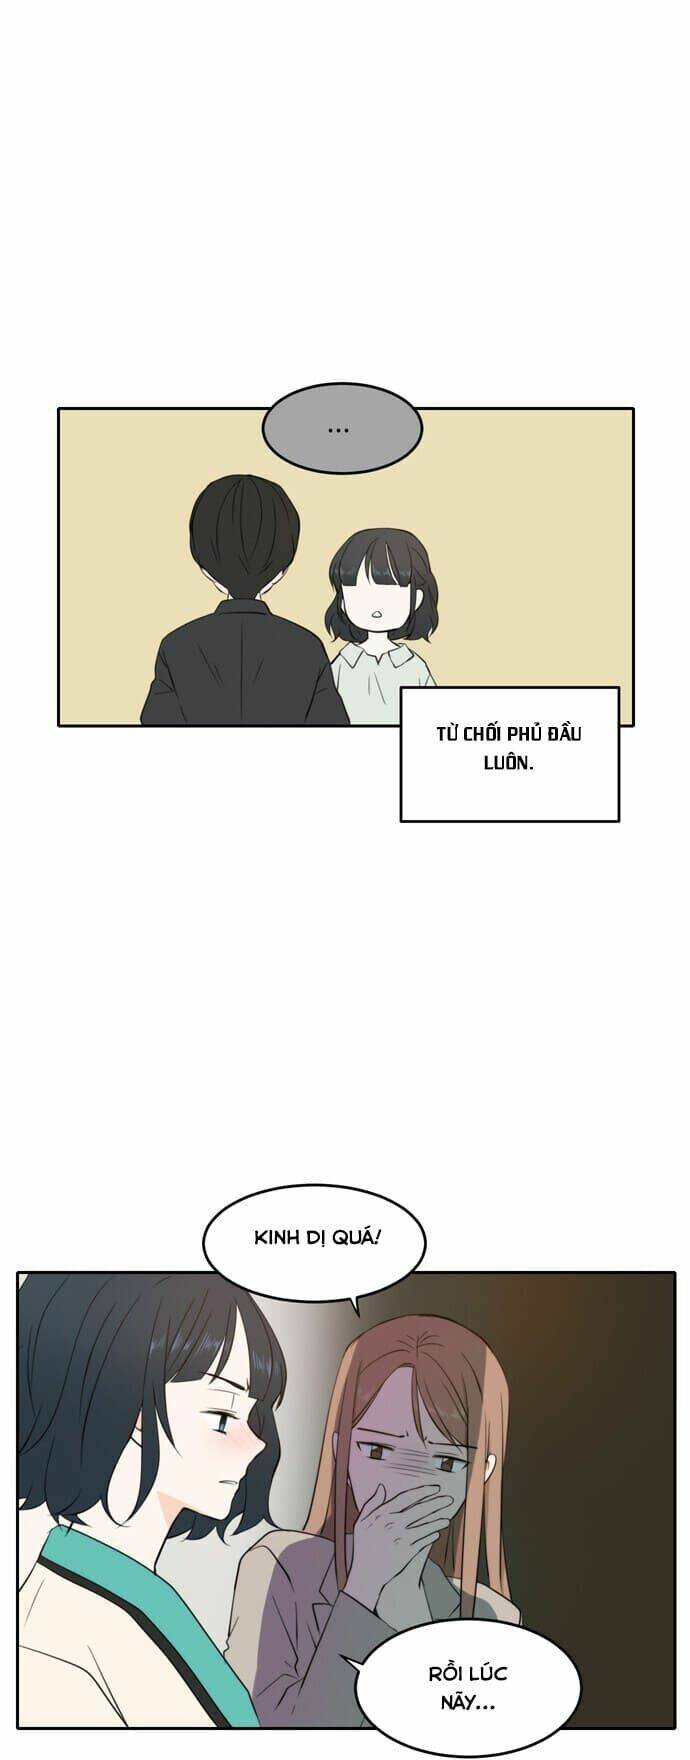 ...
TỪ CHỐI PHỦ ĐẦU
LUÔN.
KINH DỊ QUÁ!
RỒI LÚC
NÃY...